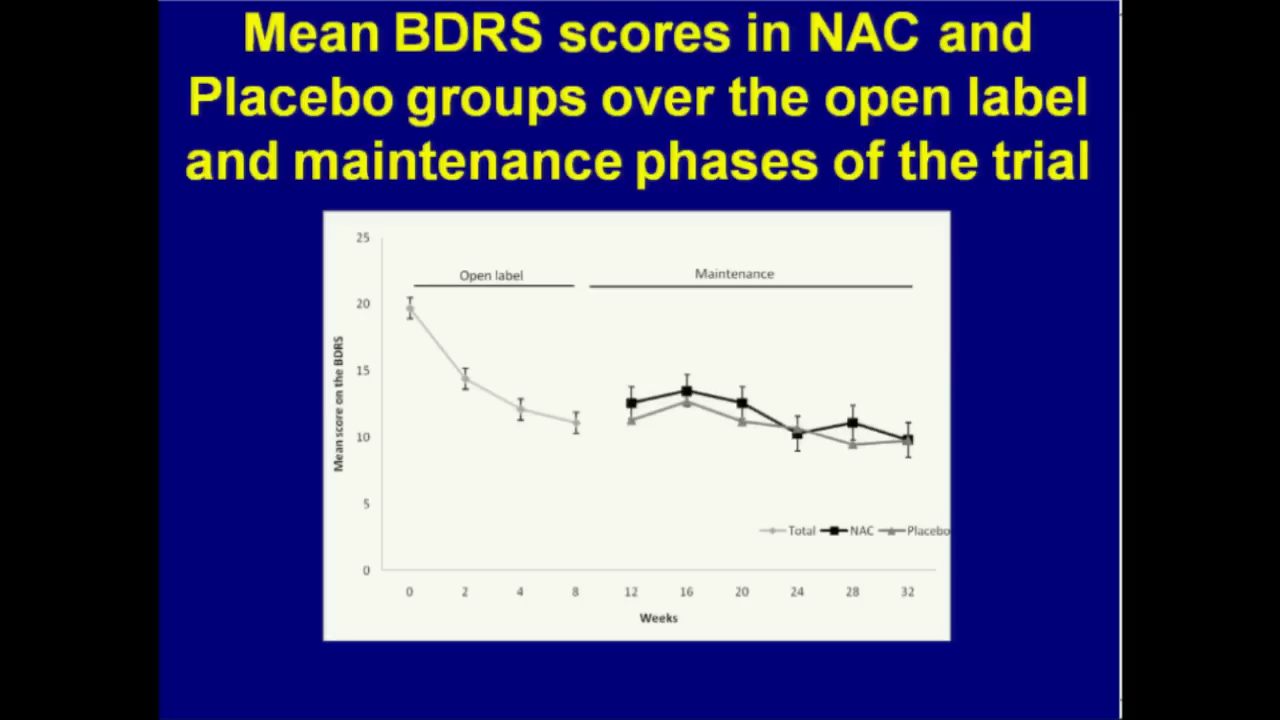 Mean BDRS scores in NAC and
Placebo groups over the open label
and maintenance phases of the trial
25
20
15
10
5
0
Mean score on the BDRS
Open label
Maintenance
Total NAC Placebo
0 2 4 8 12 16 20 24 28 32
Weeks